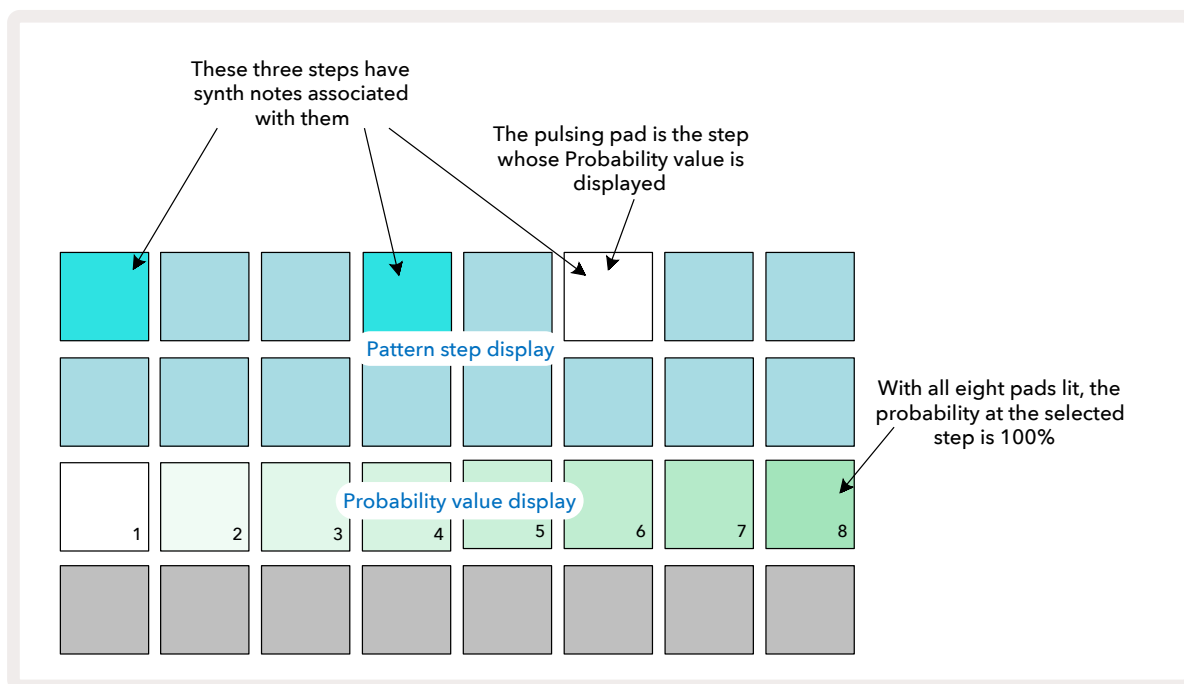 These three steps have
synth notes associated
with them
The pulsing pad is the step
whose Probability value is
displayed
Pattern step display
With all eight pads lit, the
probability at the selected
step is 100%
Probability value display
1
2
3
4
5
6
7
8